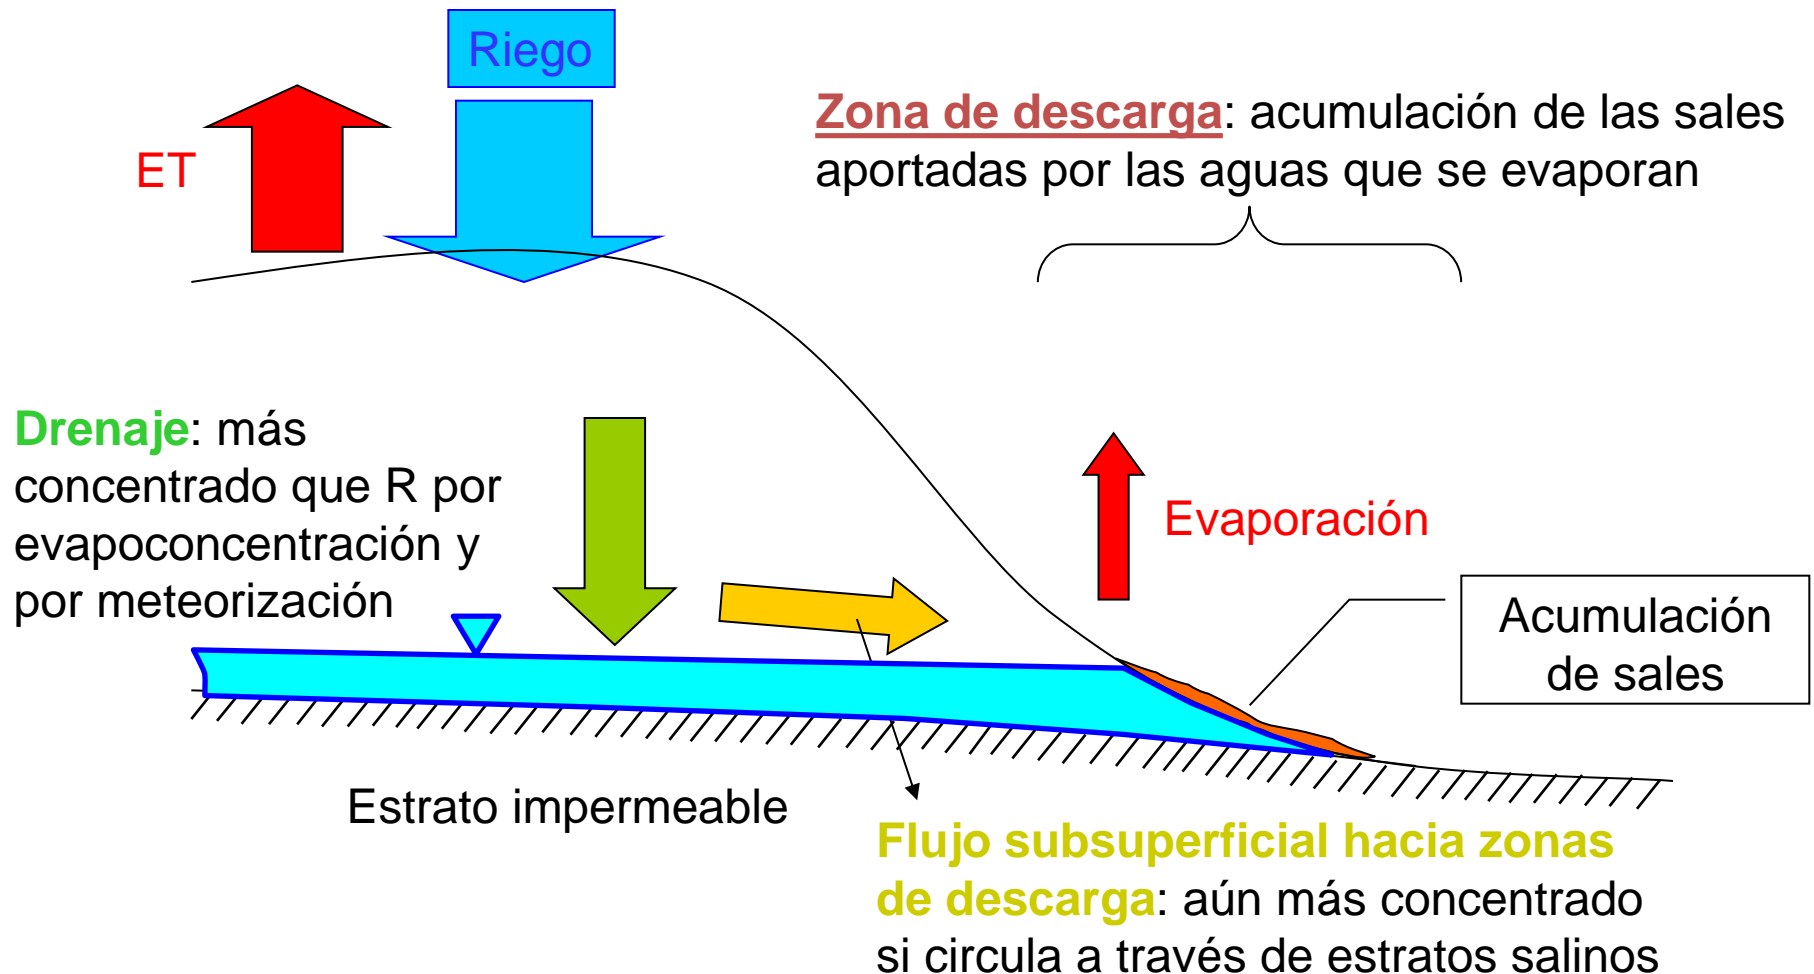 Riego
ET
Zona de descarga: acumulación de las sales
aportadas por las aguas que se evaporan
Drenaje: más
concentrado que R por
evapoconcentración y
por meteorización
Evaporación
Acumulación
de sales
Estrato impermeable
Flujo subsuperficial hacia zonas
de descarga: aún más concentrado
si circula a través de estratos salinos